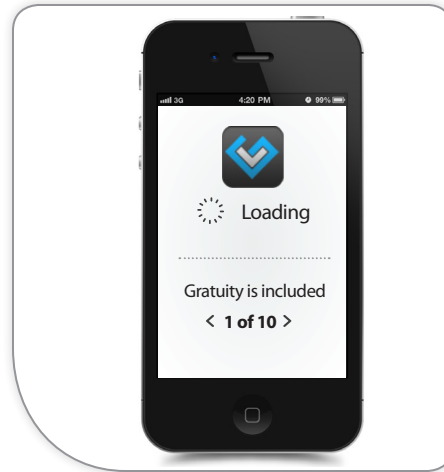 3G 4:20 PM 99%
Loading
Gratuity is included
< 1 of 10 >